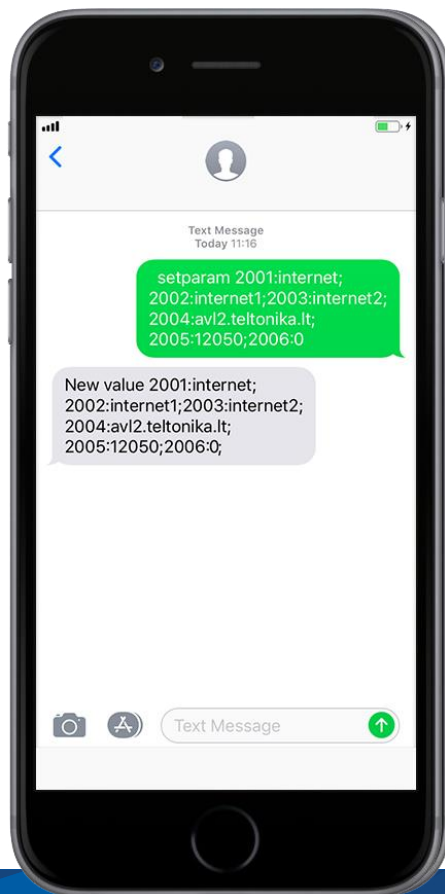 Text Message
Today 11:16
setparam 2001:internet;
2002:internet1;2003:internet2;
2004:avl2.teltonika.lt;
2005:12050;2006:0
New value 2001:internet;
2002:internet1;2003:internet2;
2004:avl2.teltonika.lt;
2005:12050;2006:0;
Text Message